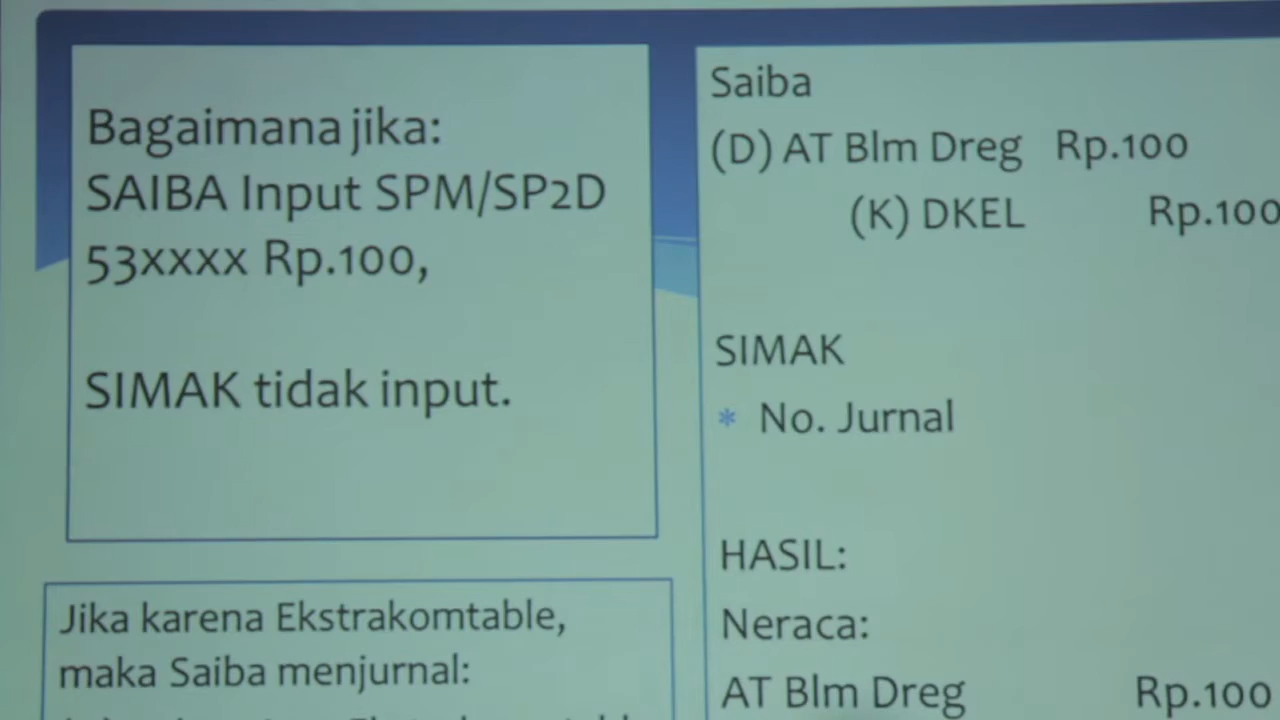 Bagaimana jika:
SAIBA Input SPM/SP2D
53xxxx Rp.100,
SIMAK tidak input.
Jika karena Ekstrakomtable,
maka Saiba menjurnal:
Saiba
(D) AT Blm Dreg Rp.100
(K) DKEL Rp.100
SIMAK
* No. Jurnal
HASIL:
Neraca:
AT Blm Dreg Rp.100